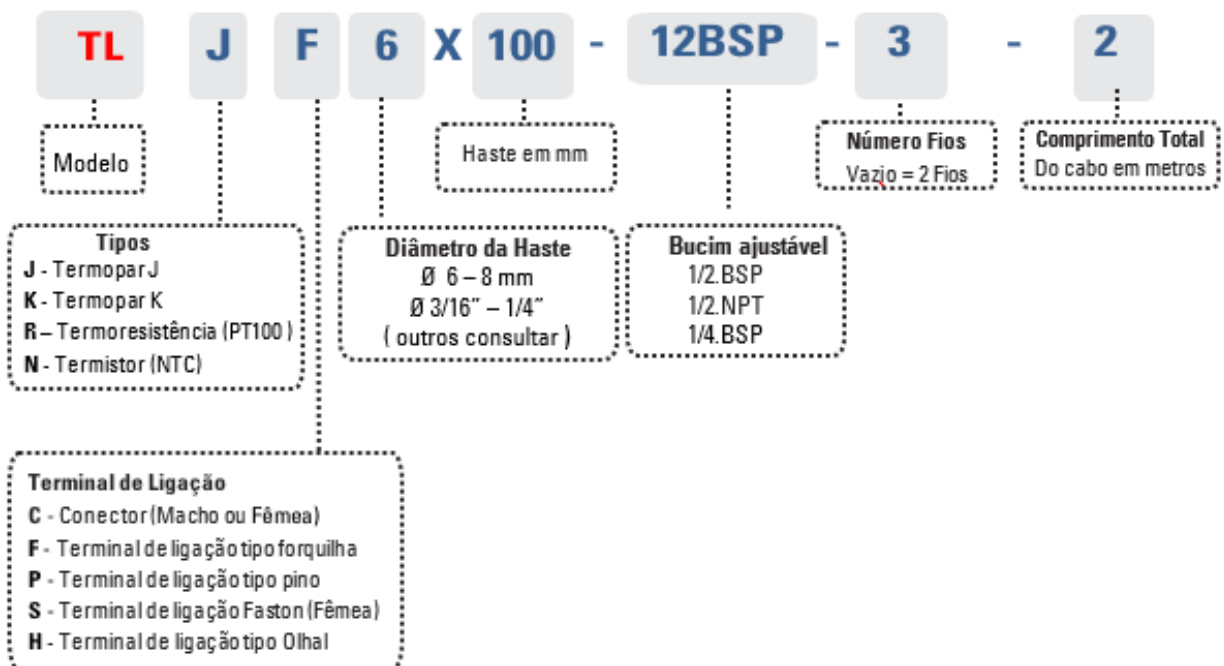 TL J F 6 X 100 - 12BSP - 3 - 2
Modelo
Haste em mm
Número Fios
Vazio = 2 Fios
Comprimento Total
Do cabo em metros
Tipos
J - Termopar J
K - Termopar K
R – Termoresistência (PT100 )
N - Termistor (NTC)
Diâmetro da Haste
Ø 6 – 8 mm
Ø 3/16” – 1/4”
( outros consultar )
Bucim ajustável
1/2.BSP
1/2.NPT
1/4.BSP
Terminal de Ligação
C - Conector (Macho ou Fêmea)
F - Terminal de ligação tipo forquilha
P - Terminal de ligação tipo pino
S - Terminal de ligação Faston (Fêmea)
H - Terminal de ligação tipo Olhal